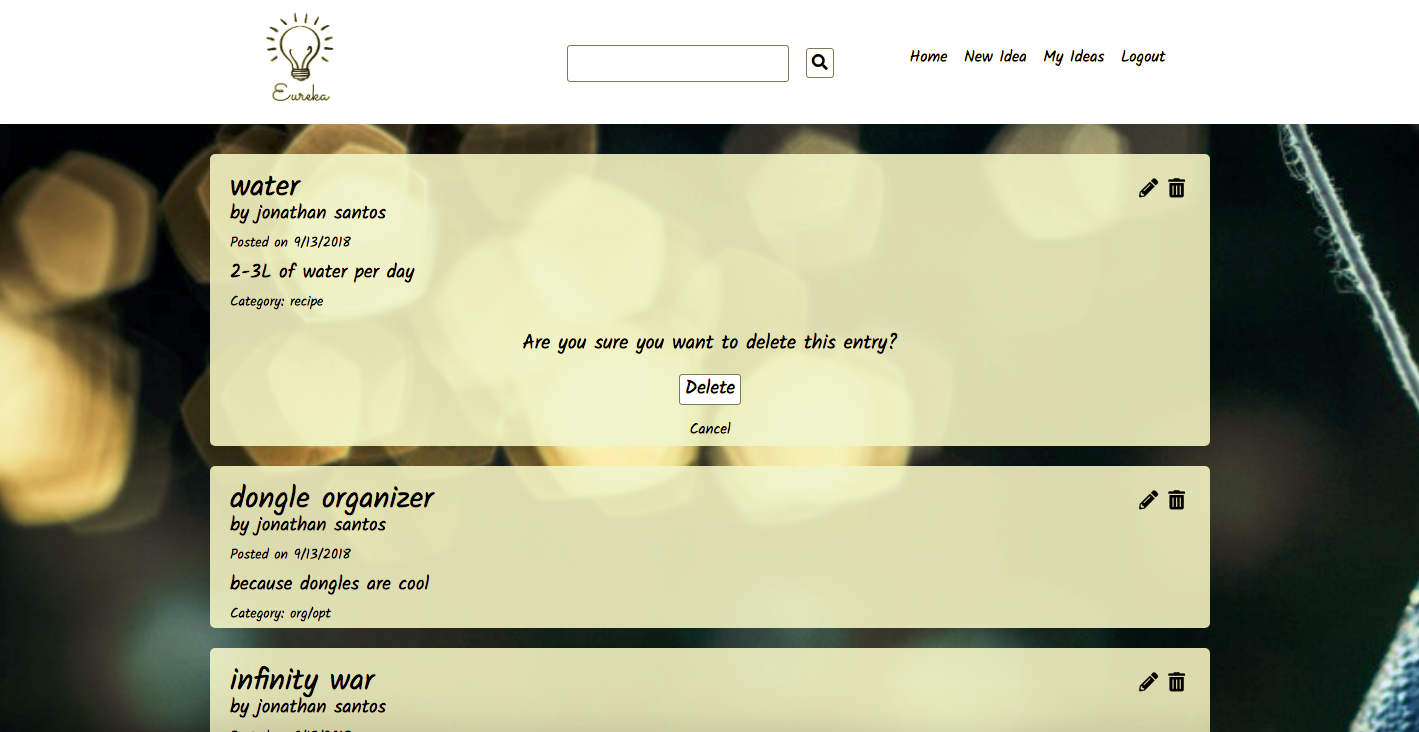 Eureka
Home New Idea My Ideas Logout
water
by jonathan santos
Posted on 9/13/2018
2-3L of water per day
Category: recipe
Are you sure you want to delete this entry?
Delete
Cancel
dongle organizer
by jonathan santos
Posted on 9/13/2018
because dongles are cool
Category: org/opt
infinity war
by jonathan santos